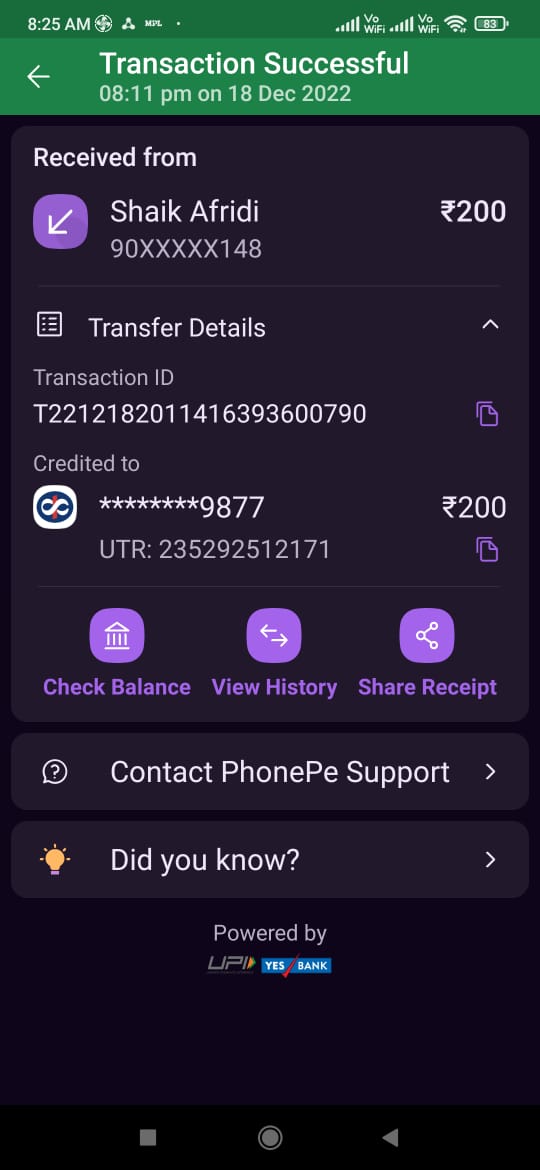 8:25 AM MPL Vo WiFi Vo WiFi 83
Transaction Successful
08:11 pm on 18 Dec 2022
Received from
Shaik Afridi ₹200
90XXXXX148
Transfer Details
Transaction ID
T2212182011416393600790
Credited to
********9877 ₹200
UTR: 235292512171
Check Balance View History Share Receipt
Contact PhonePe Support
Did you know?
Powered by
UPI YES BANK